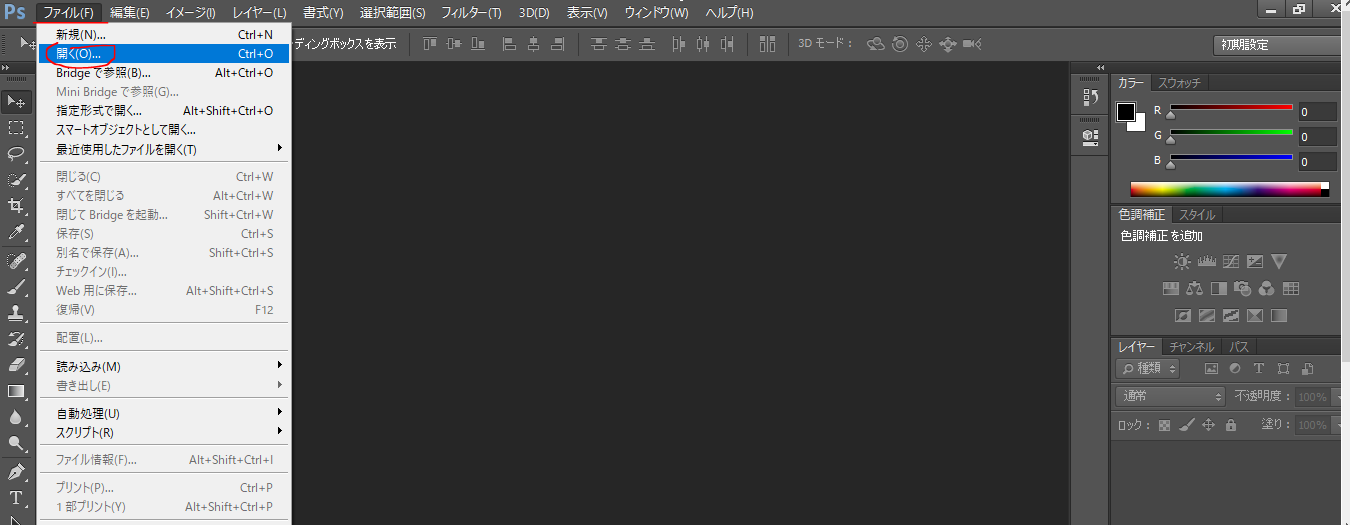 Ps ファイル(F) 編集(E) イメージ(I) レイヤー(L) 書式(Y) 選択範囲(S) フィルター(T) 3D(D) 表示(V) ウィンドウ(W) ヘルプ(H)
ディングボックスを表示 3D モード： 初期設定
新規(N)... Ctrl+N
開く(O)... Ctrl+O
Bridge で参照(B)... Alt+Ctrl+O
Mini Bridge で参照(G)...
指定形式で開く... Alt+Shift+Ctrl+O
スマートオブジェクトとして開く...
最近使用したファイルを開く(T)
閉じる(C) Ctrl+W
すべてを閉じる Alt+Ctrl+W
閉じて Bridge を起動... Shift+Ctrl+W
保存(S) Ctrl+S
別名で保存(A)... Shift+Ctrl+S
チェックイン(I)...
Web 用に保存... Alt+Shift+Ctrl+S
復帰(V) F12
配置(L)...
読み込み(M)
書き出し(E)
自動処理(U)
スクリプト(R)
ファイル情報(F)... Alt+Shift+Ctrl+I
プリント(P)... Ctrl+P
1 部プリント(Y) Alt+Shift+Ctrl+P
カラー スウォッチ
R 0
G 0
B 0
色調補正 スタイル
色調補正を追加
レイヤー チャンネル パス
種類
通常 不透明度： 100%
ロック： 塗り： 100%